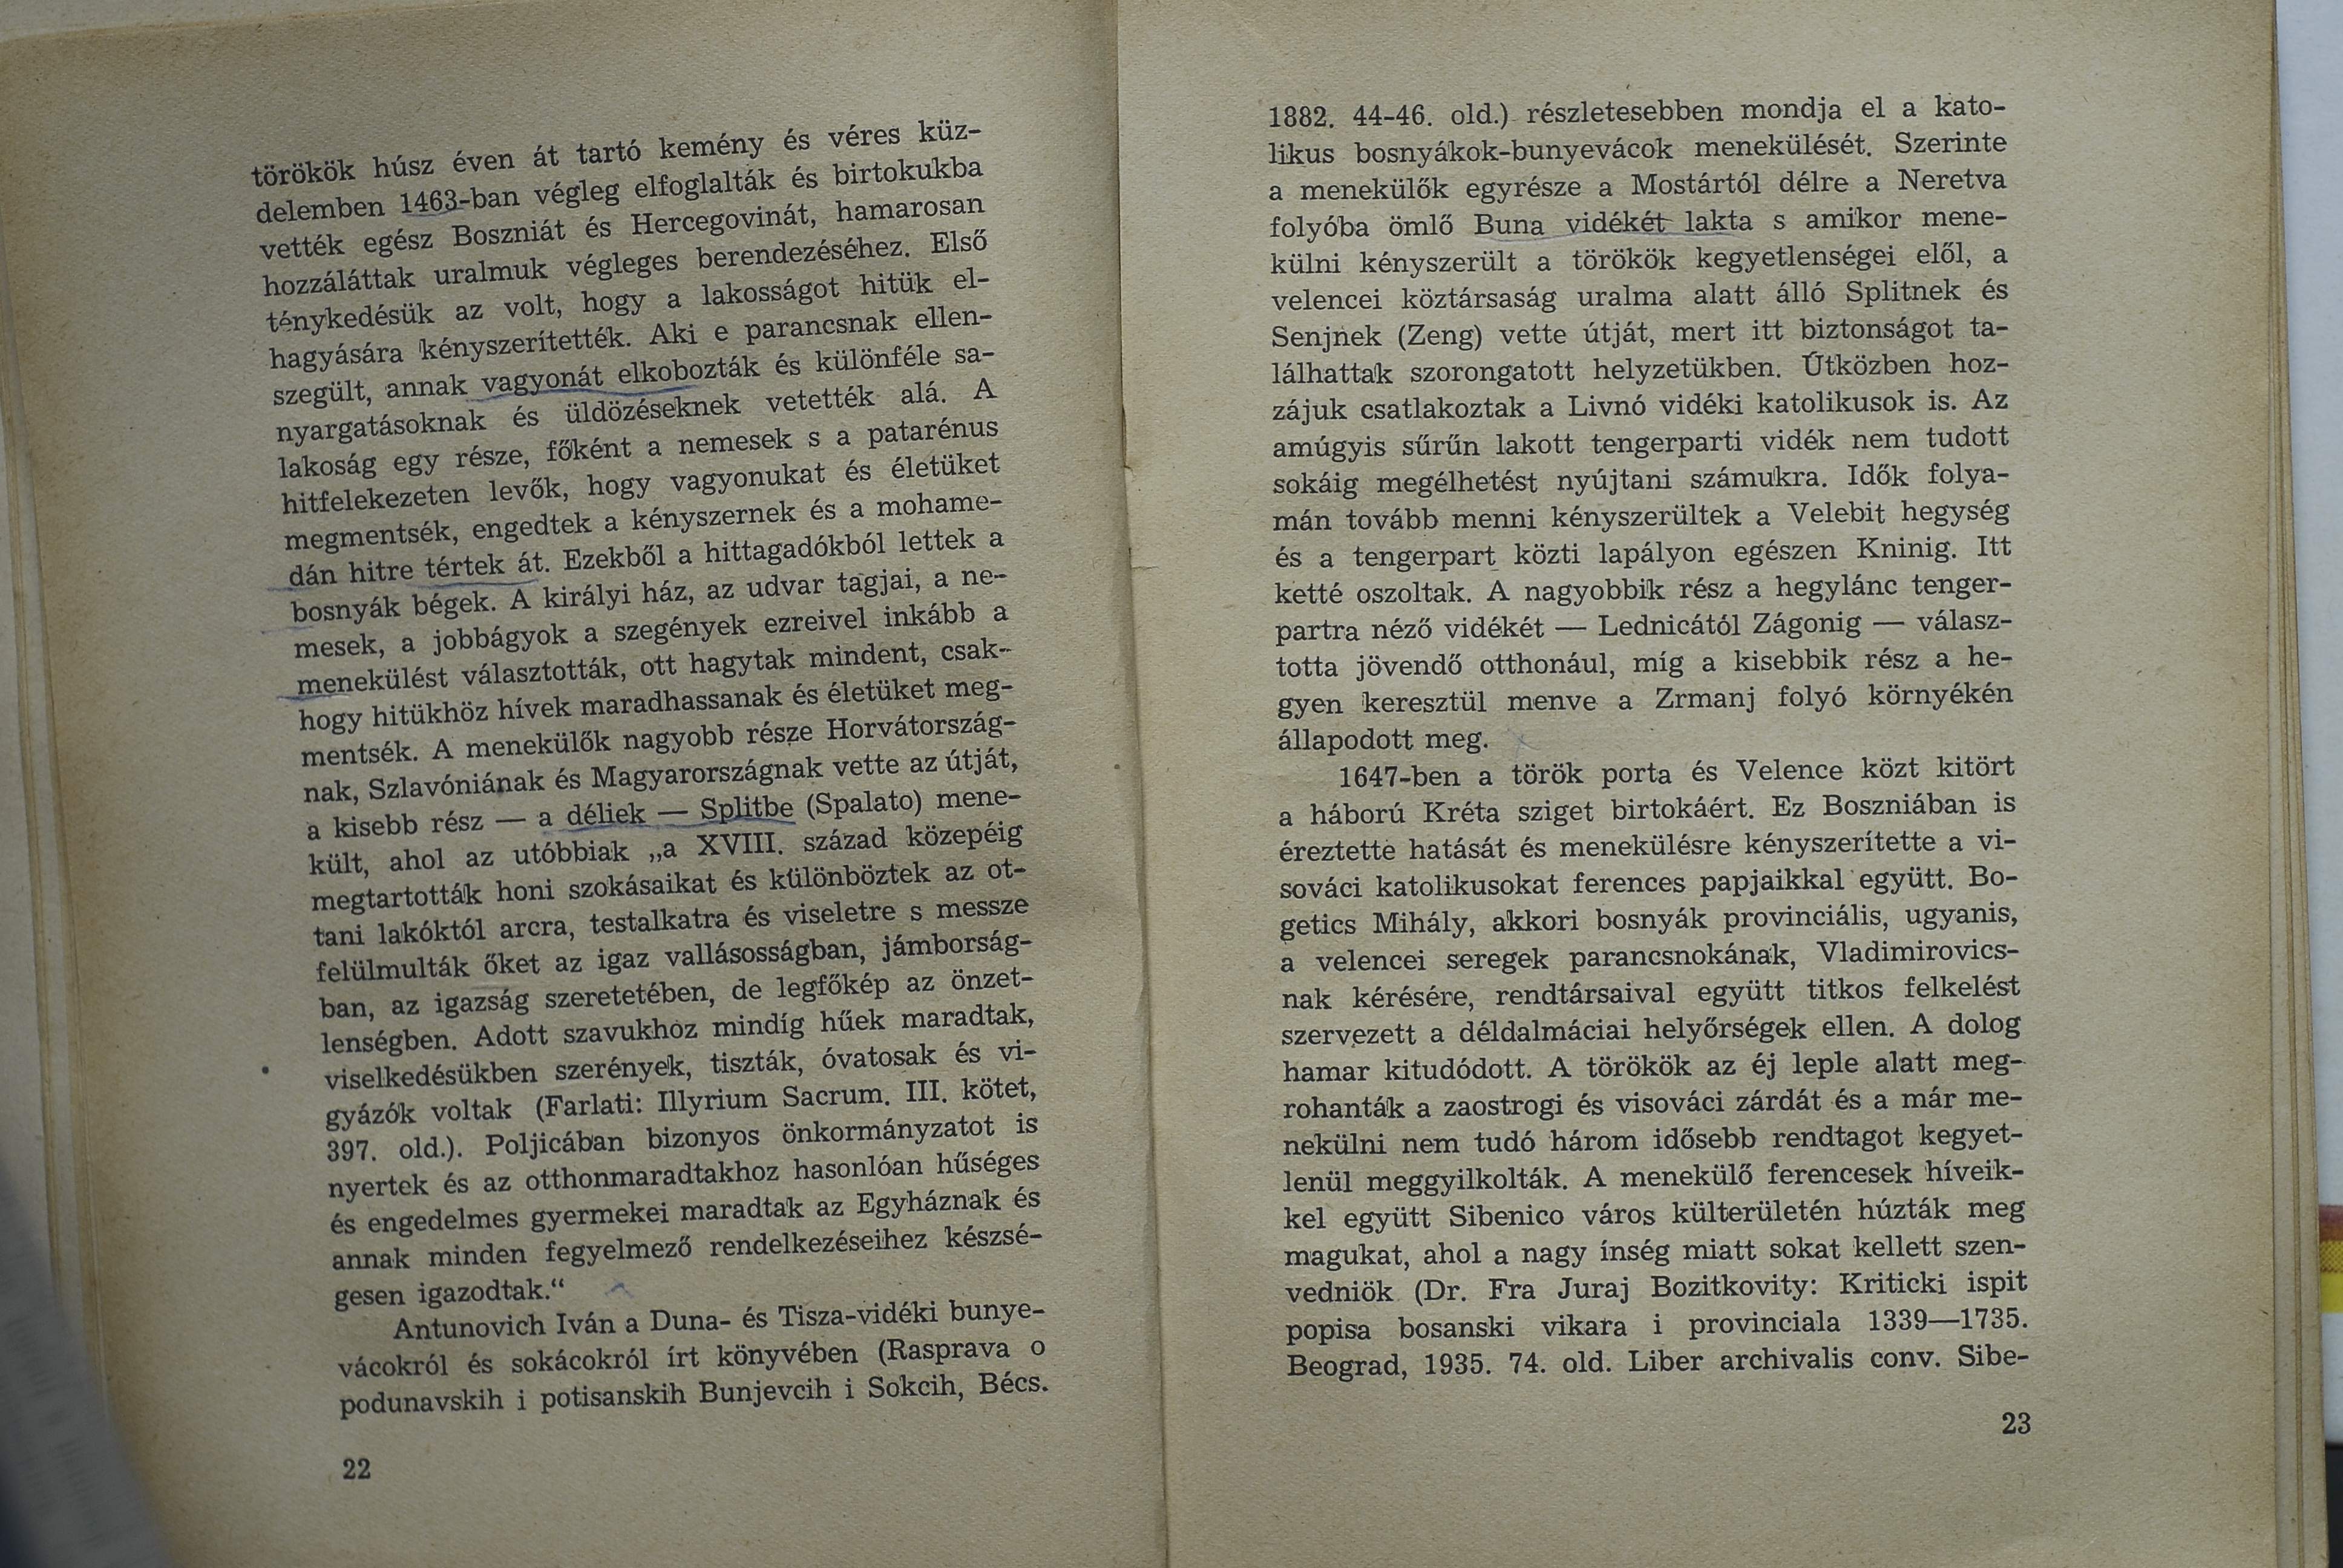 törökök húsz éven át tartó kemény és véres küz-
delemben 1463-ban végleg elfoglalták és birtokukba
vették egész Boszniát és Hercegovinát, hamarosan
hozzáláttak uralmuk végleges berendezéséhez. Első
ténykedésük az volt, hogy a lakosságot hitük el-
hagyására kényszerítették. Aki e parancsnak ellen-
szegült, annak vagyonát elkobozták és különféle sa-
nyargatásoknak és üldözéseknek vetették alá. A
lakoság egy része, főként a nemesek s a patarénus
hitfelekezeten levők, hogy vagyonukat és életüket
megmentsék, engedtek a kényszernek és a mohame-
dán hitre tértek át. Ezekből a hittagadókból lettek a
bosnyák bégek. A királyi ház, az udvar tagjai, a ne-
mesek, a jobbágyok a szegények ezreivel inkább a
menekülést választották, ott hagytak mindent, csak-
hogy hitükhöz hívek maradhassanak és életüket meg-
mentsék. A menekülők nagyobb része Horvátország-
nak, Szlavóniának és Magyarországnak vette az útját,
a kisebb rész — a déliek — Splitbe (Spalato) mene-
kült, ahol az utóbbiak „a XVIII. század közepéig
megtartották honi szokásaikat és különböztek az ot-
tani lakóktól arcra, testalkatra és viseletre s messze
felülmulták őket az igaz vallásosságban, jámborság-
ban, az igazság szeretetében, de legfőkép az önzet-
lenségben. Adott szavukhoz mindíg hűek maradtak,
viselkedésükben szerények, tiszták, óvatosak és vi-
gyázók voltak (Farlati: Illyrium Sacrum. III. kötet,
397. old.). Poljicában bizonyos önkormányzatot is
nyertek és az otthonmaradtakhoz hasonlóan hűséges
és engedelmes gyermekei maradtak az Egyháznak és
annak minden fegyelmező rendelkezéseihez készsé-
gesen igazodtak.“
Antunovich Iván a Duna- és Tisza-vidéki bunye-
vácokról és sokácokról írt könyvében (Rasprava o
podunavskih i potisanskih Bunjevcih i Sokcih, Bécs.
22
1882. 44-46. old.) részletesebben mondja el a kato-
likus bosnyákok-bunyevácok menekülését. Szerinte
a menekülők egyrésze a Mostártól délre a Neretva
folyóba ömlő Buna vidékét lakta s amikor mene-
külni kényszerült a törökök kegyetlenségei elől, a
velencei köztársaság uralma alatt álló Splitnek és
Senjnek (Zeng) vette útját, mert itt biztonságot ta-
lálhattak szorongatott helyzetükben. Útközben hoz-
zájuk csatlakoztak a Livnó vidéki katolikusok is. Az
amúgyis sűrűn lakott tengerparti vidék nem tudott
sokáig megélhetést nyújtani számukra. Idők folya-
mán tovább menni kényszerültek a Velebit hegység
és a tengerpart közti lapályon egészen Kninig. Itt
ketté oszoltak. A nagyobbik rész a hegylánc tenger-
partra néző vidékét — Lednicától Zágonig — válasz-
totta jövendő otthonául, míg a kisebbik rész a he-
gyen keresztül menve a Zrmanj folyó környékén
állapodott meg.
1647-ben a török porta és Velence közt kitört
a háború Kréta sziget birtokáért. Ez Boszniában is
éreztette hatását és menekülésre kényszerítette a vi-
sováci katolikusokat ferences papjaikkal együtt. Bo-
getics Mihály, akkori bosnyák provinciális, ugyanis,
a velencei seregek parancsnokának, Vladimirovics-
nak kérésére, rendtársaival együtt titkos felkelést
szervezett a déldalmáciai helyőrségek ellen. A dolog
hamar kitudódott. A törökök az éj leple alatt meg-
rohanták a zaostrogi és visováci zárdát és a már me-
nekülni nem tudó három idősebb rendtagot kegyet-
lenül meggyilkolták. A menekülő ferencesek híveik-
kel együtt Sibenico város külterületén húzták meg
magukat, ahol a nagy ínség miatt sokat kellett szen-
vedniök (Dr. Fra Juraj Bozitkovity: Kriticki ispit
popisa bosanski vikara i provinciala 1339—1735.
Beograd, 1935. 74. old. Liber archivalis conv. Sibe-
23